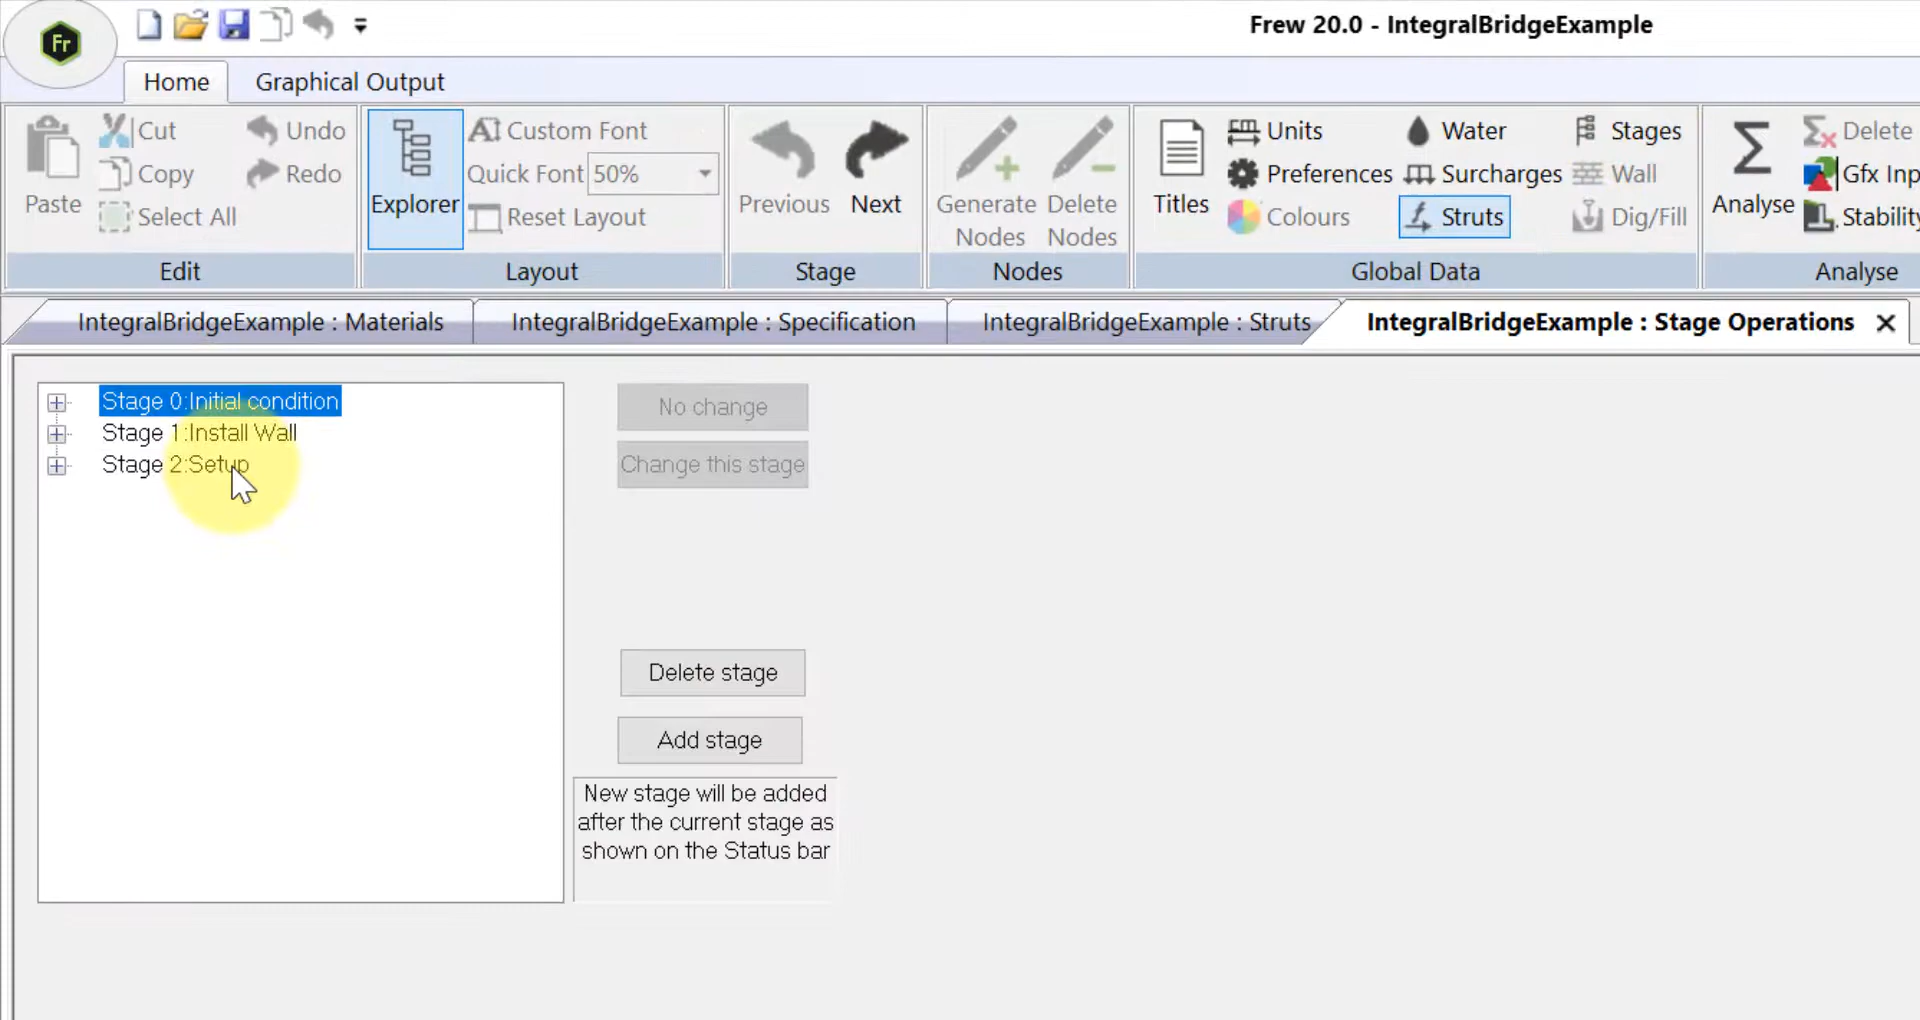 Fr
Frew 20.0 - IntegralBridgeExample
Home
Graphical Output
Paste
Cut
Copy
Select All
Undo
Redo
Edit
Explorer
Custom Font
Quick Font 50%
Reset Layout
Layout
Previous
Next
Stage
Generate Nodes
Delete Nodes
Nodes
Titles
Units
Preferences
Colours
Water
Surcharges
Struts
Stages
Wall
Dig/Fill
Global Data
Analyse
Delete
Gfx Inp
Stability
Analyse
IntegralBridgeExample : Materials
IntegralBridgeExample : Specification
IntegralBridgeExample : Struts
IntegralBridgeExample : Stage Operations
Stage 0:Initial condition
Stage 1:Install Wall
Stage 2:Setup
No change
Change this stage
Delete stage
Add stage
New stage will be added
after the current stage as
shown on the Status bar